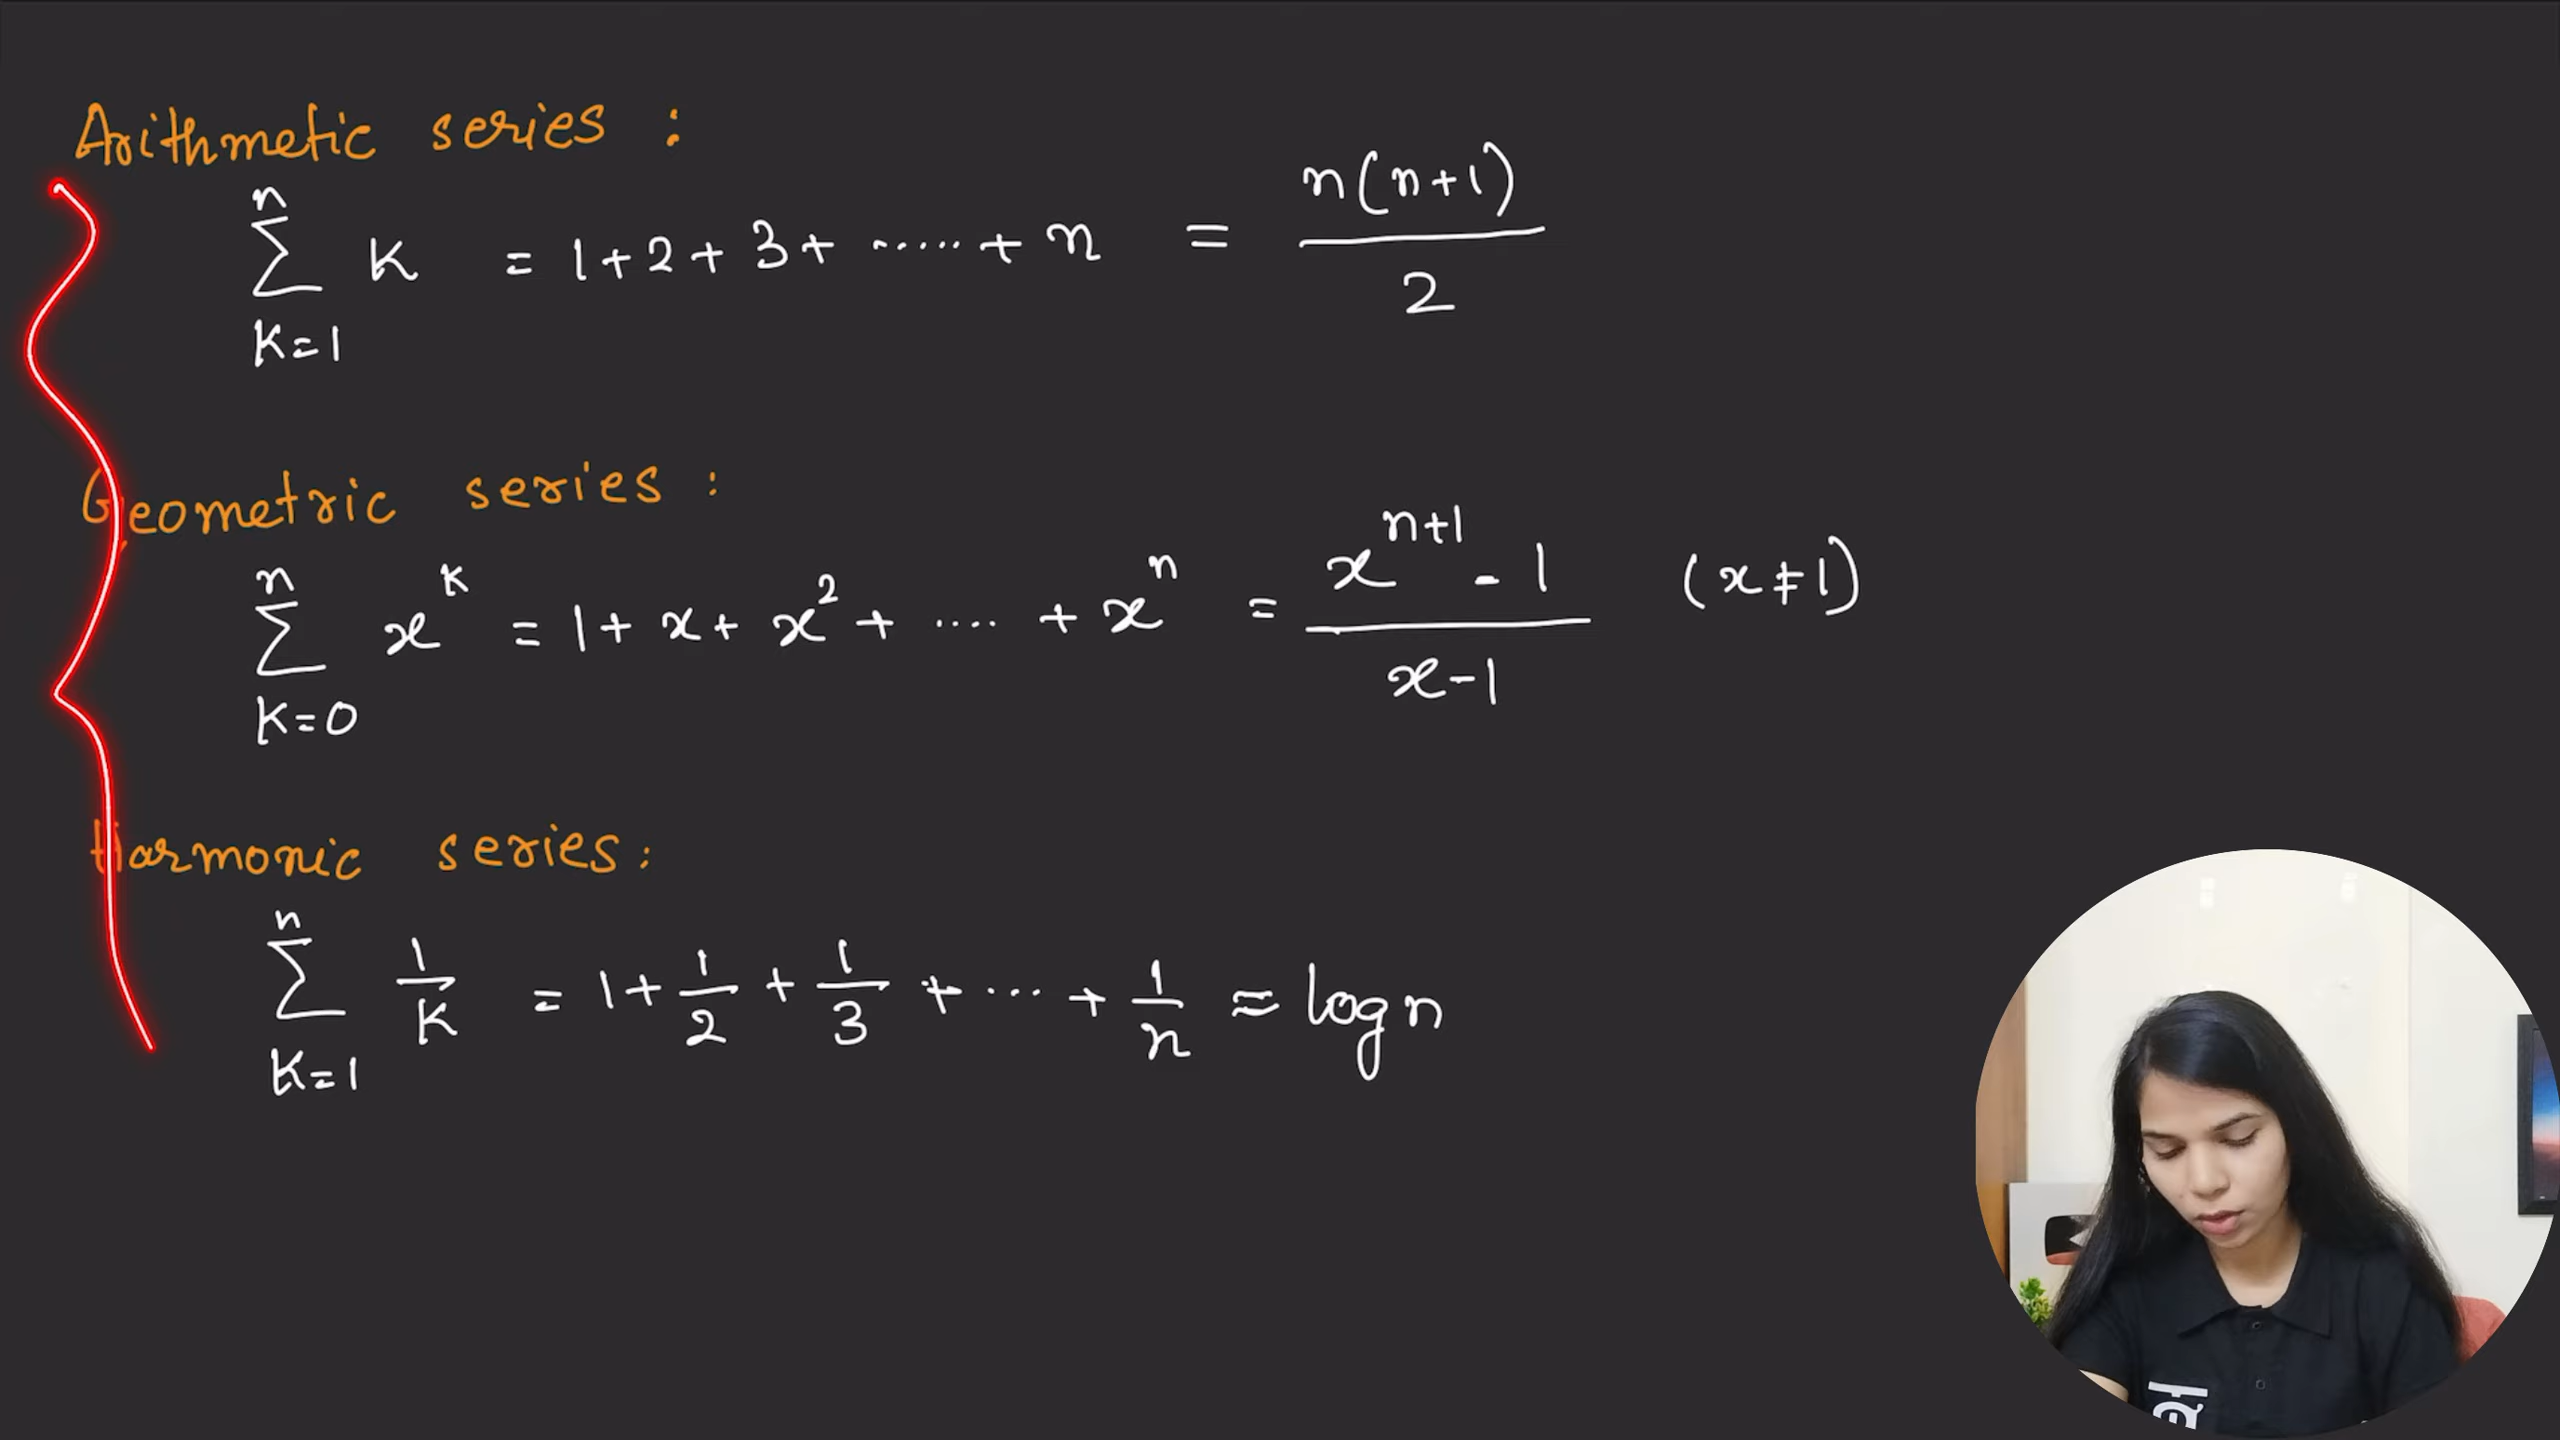 Arithmetic series :
n
∑ K = 1 + 2 + 3 + ..... + n = n(n+1) / 2
K=1
Geometric series :
n
∑ x^K = 1 + x + x^2 + .... + x^n = x^(n+1) - 1 / x-1 (x≠1)
K=0
Harmonic series :
n
∑ 1/K = 1 + 1/2 + 1/3 + ... + 1/n ≈ log n
K=1